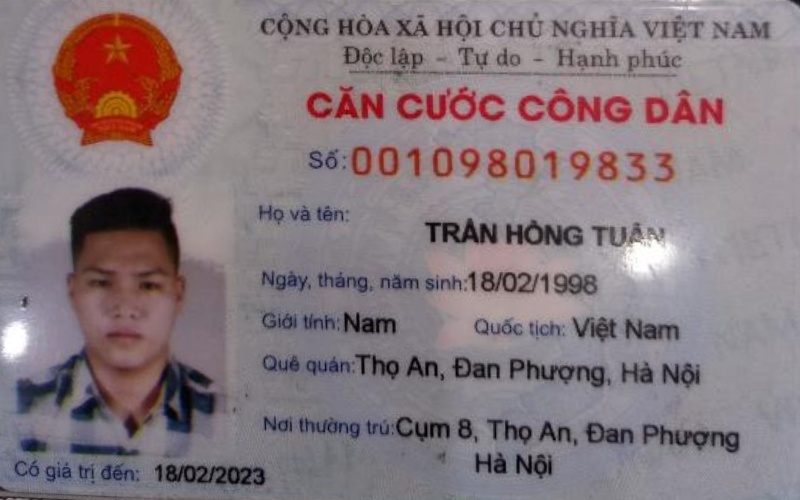 CỘNG HÒA XÃ HỘI CHỦ NGHĨA VIỆT NAM
Độc lập - Tự do - Hạnh phúc
CĂN CƯỚC CÔNG DÂN
Số: 001098019833
Họ và tên:
TRẦN HỒNG TUẤN
Ngày, tháng, năm sinh: 18/02/1998
Giới tính: Nam Quốc tịch: Việt Nam
Quê quán: Thọ An, Đan Phượng, Hà Nội
Nơi thường trú: Cụm 8, Thọ An, Đan Phượng
Hà Nội
Có giá trị đến: 18/02/2023